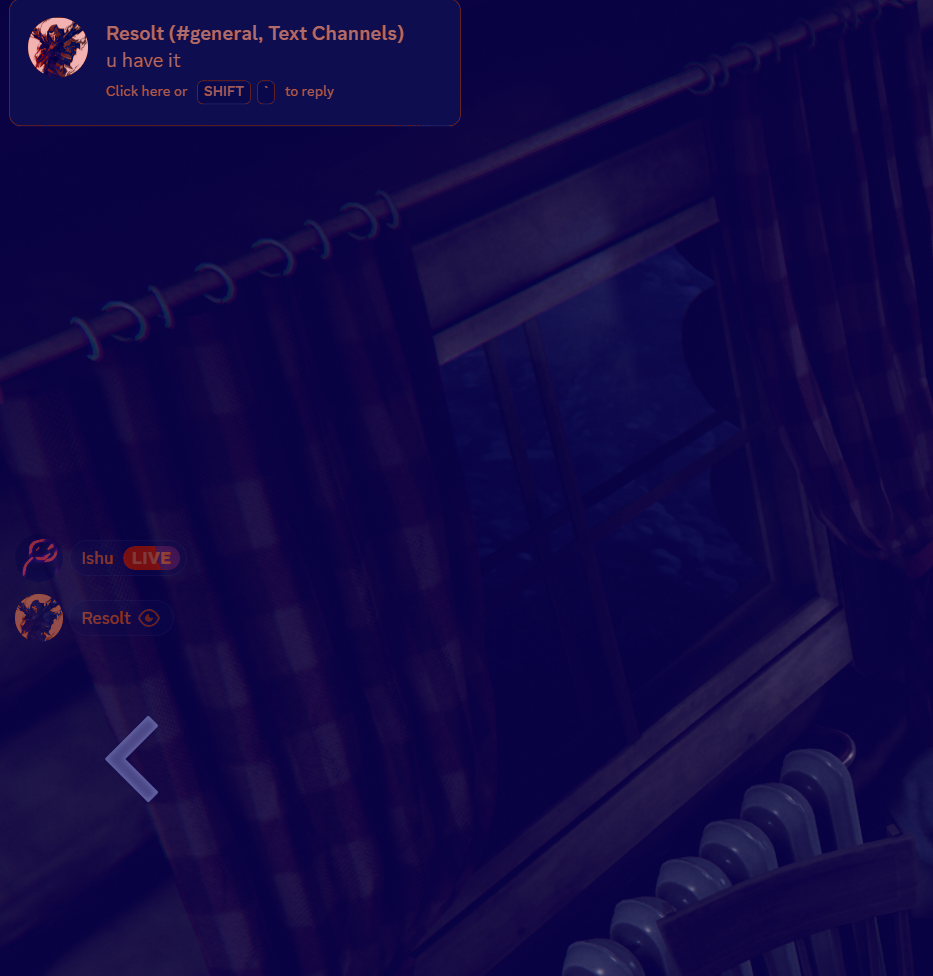 Resolt (#general, Text Channels)
u have it
Click here or SHIFT ` to reply
Ishu LIVE
Resolt